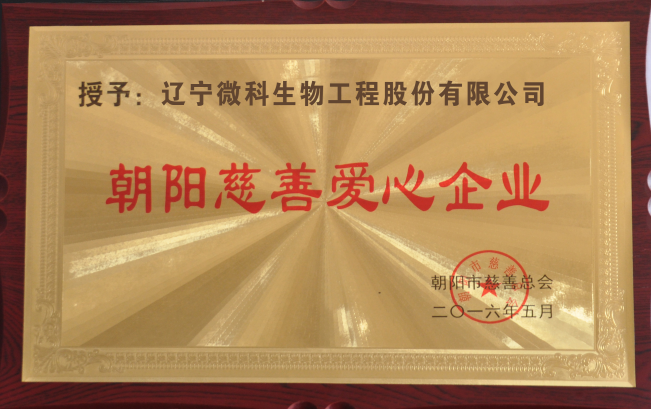 授予：辽宁微科生物工程股份有限公司
朝阳慈善爱心企业
朝阳市慈善总会
二〇一六年五月